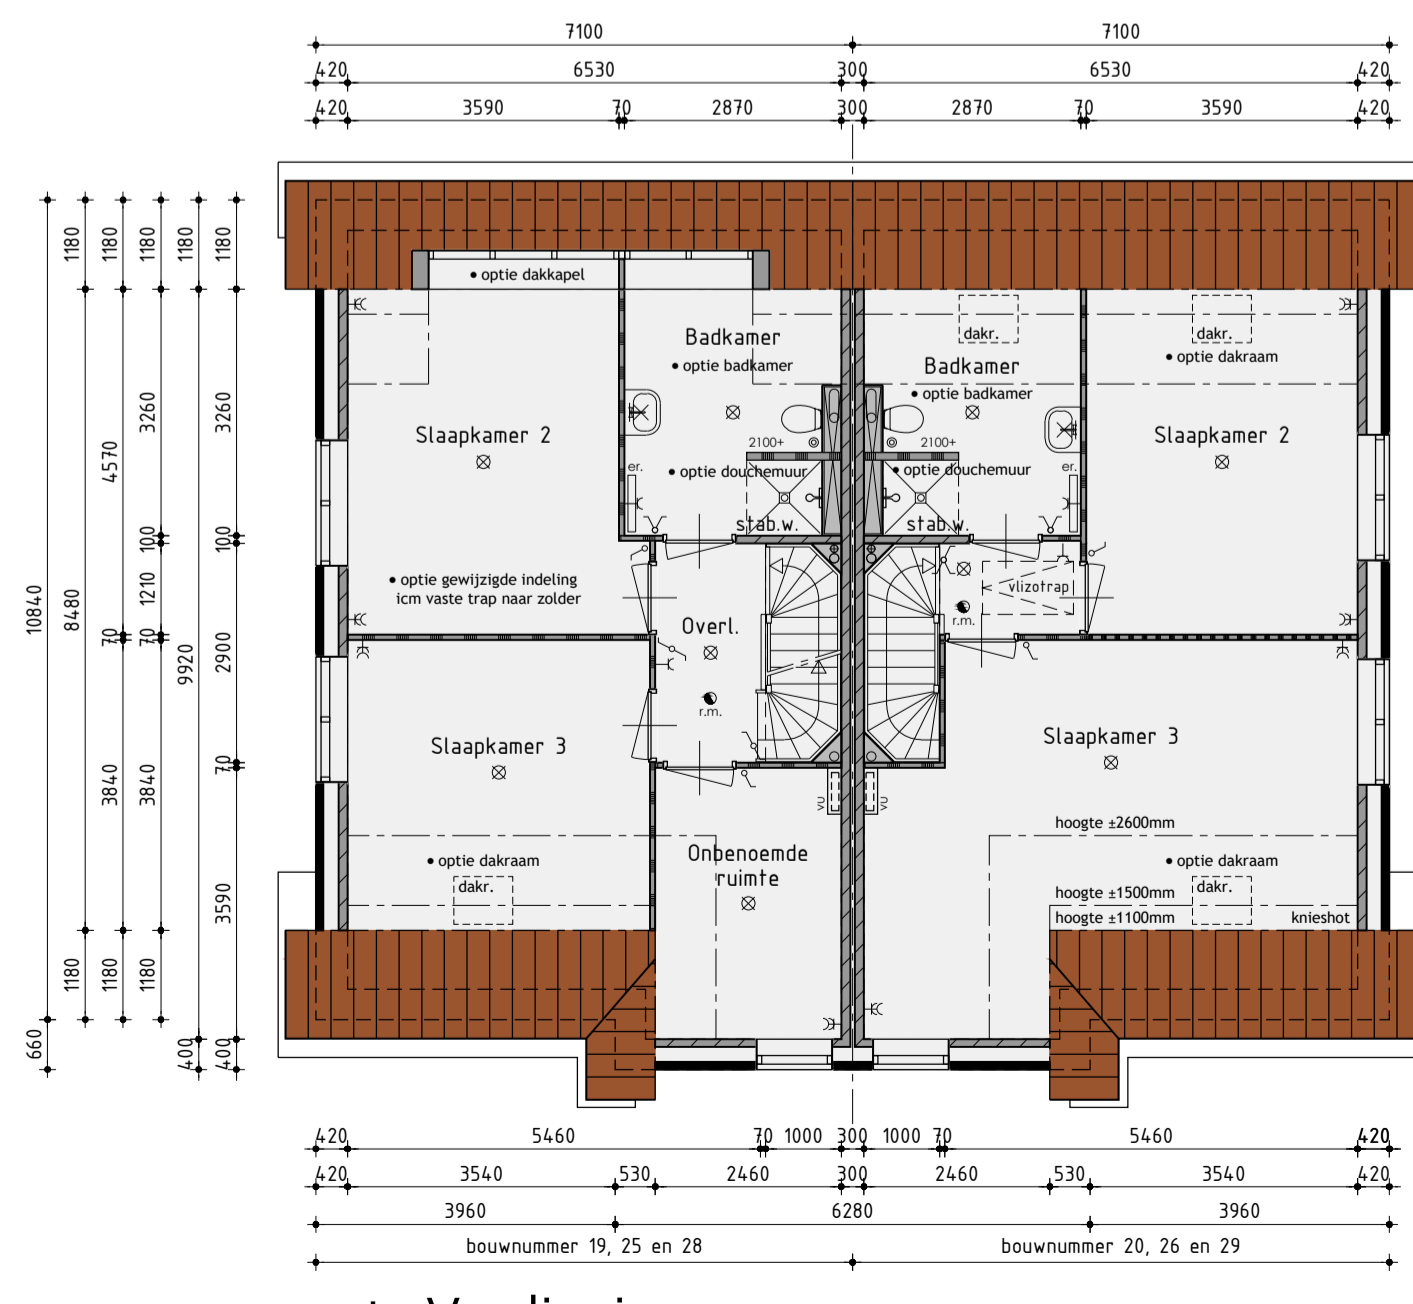 7100 7100
420 6530 300 6530 420
420 3590 70 2870 300 2870 70 3590 420
1180 1180 1180 1180 1180
• optie dakkapel
dakr. dakr.
Badkamer
• optie badkamer
• optie dakraam
Badkamer
• optie badkamer
3260 3260
4570
Slaapkamer 2
2100+ 2100+
Slaapkamer 2
er. • optie douchemuur • optie douchemuur er.
stab.w. stab.w.
100 100
• optie gewijzigde indeling
icm vaste trap naar zolder
vlizotrap
r.m.
10840 8480 1210
Overl.
70 70 2900
9920
r.m.
Slaapkamer 3
Slaapkamer 3
70
3840 3840
vu vu
hoogte ±2600mm
Onbenoemde
ruimte
• optie dakraam
• optie dakraam
dakr.
dakr.
hoogte ±1500mm
hoogte ±1100mm knieshot
3590
1180 1180 1180
660 400 400
420 5460 70 1000 300 1000 70 5460 420
420 3540 530 2460 300 2460 530 3540 420
3960 6280 3960
bouwnummer 19, 25 en 28 bouwnummer 20, 26 en 29